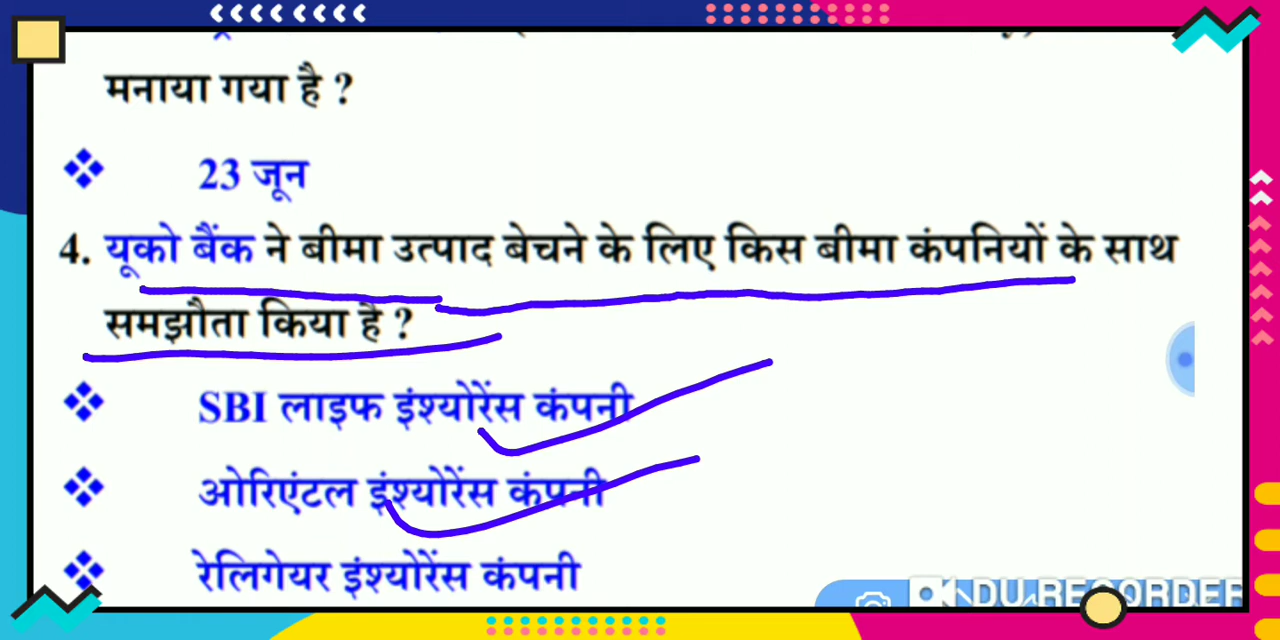 मनाया गया है ?
❖ 23 जून
4. यूको बैंक ने बीमा उत्पाद बेचने के लिए किस बीमा कंपनियों के साथ
समझौता किया है ?
❖ SBI लाइफ इंश्योरेंस कंपनी
❖ ओरिएंटल इंश्योरेंस कंपनी
❖ रेलिगेयर इंश्योरेंस कंपनी
DU RECORDER